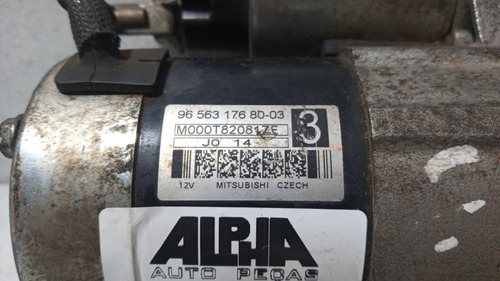 96 563 176 80-03
3
M000T82081ZE
JO 14
12V MITSUBISHI CZECH
ALPHA
AUTO PEÇAS